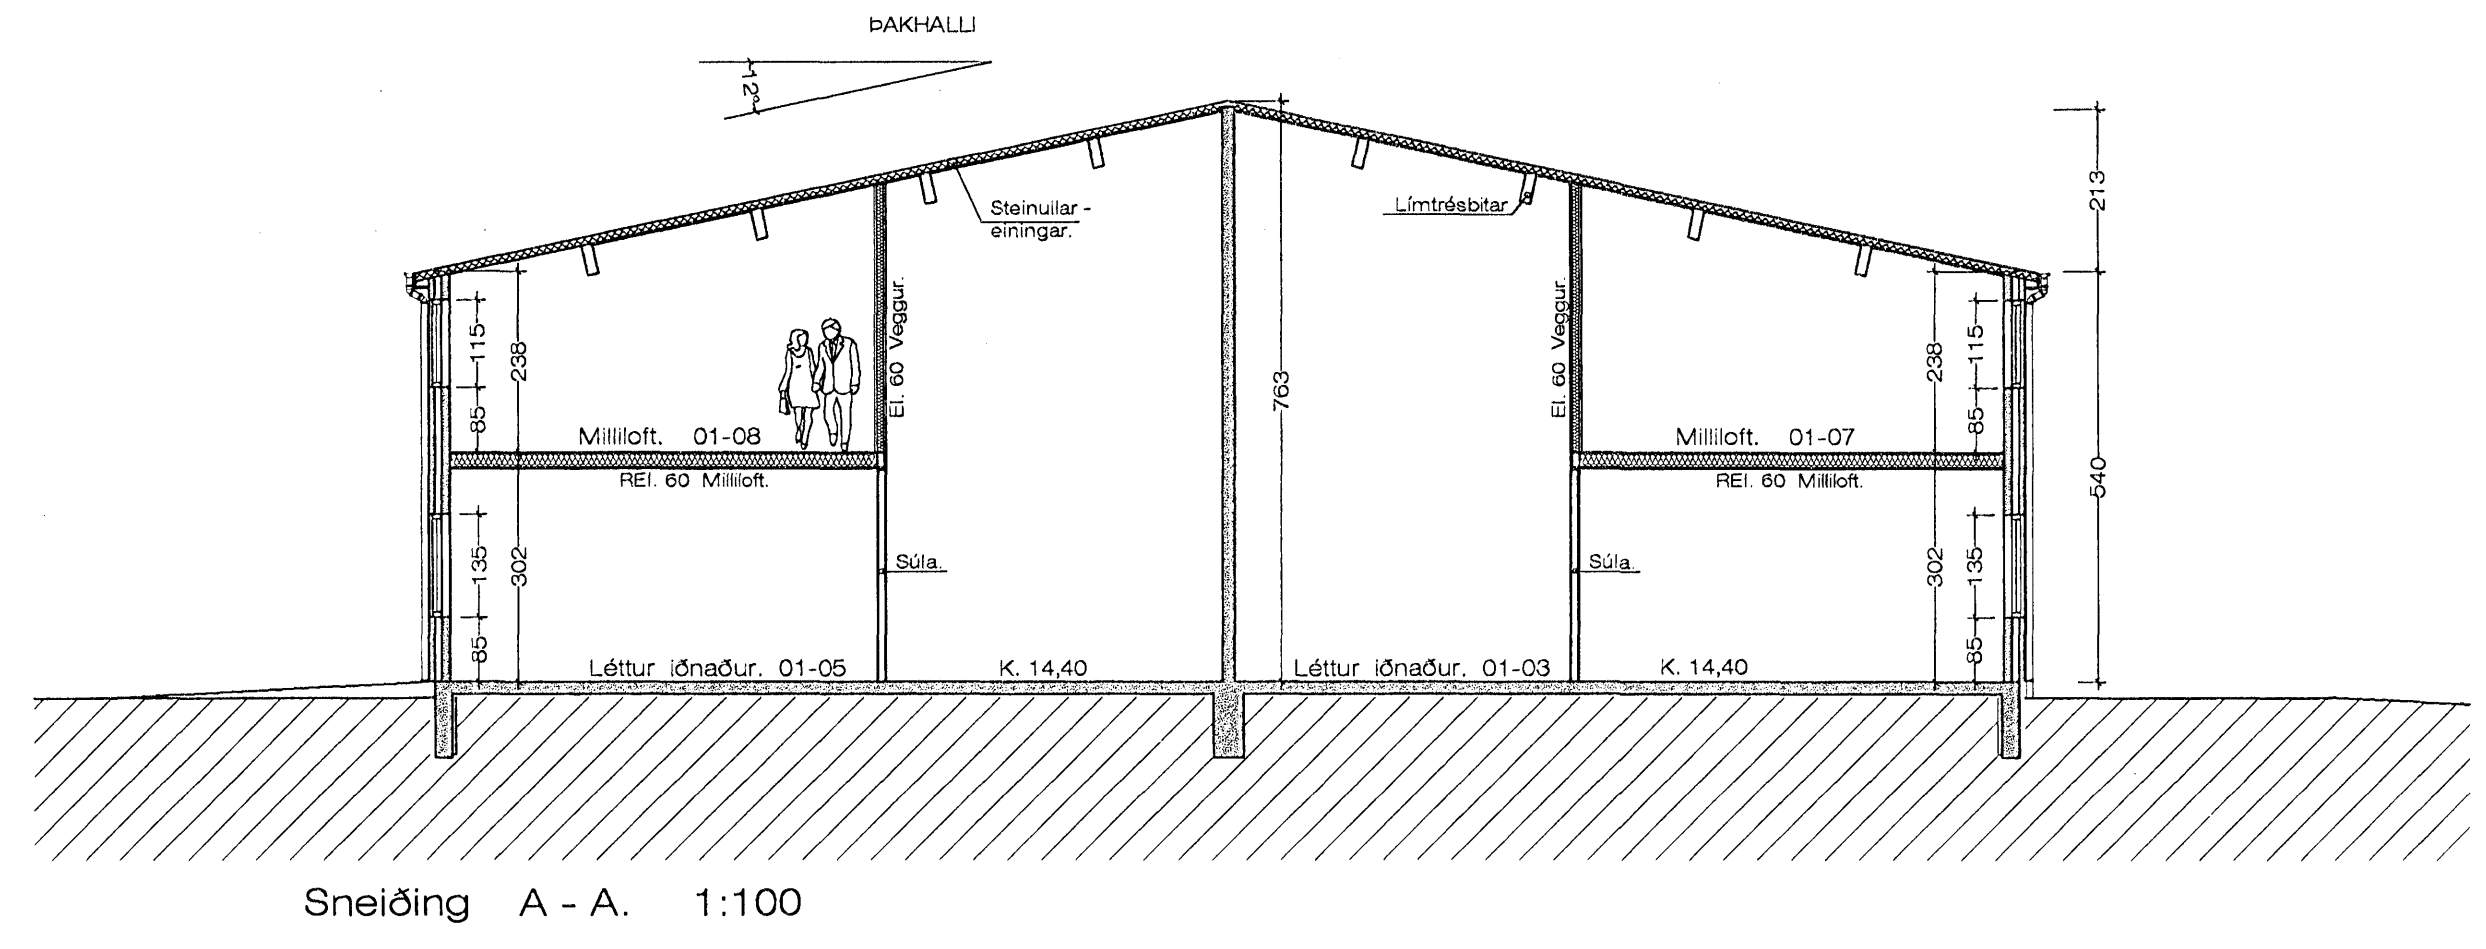 ÞAKHALLI
12°
Steinullar -
einingar.
Límtrésbitar
213
EI. 60 Veggur.
EI. 60 Veggur.
115
238
763
238
115
85
Milliloft. 01-08
Milliloft. 01-07
85
REI. 60 Milliloft.
REI. 60 Milliloft.
540
135
302
Súla.
Súla.
302
135
85
Léttur iðnaður. 01-05
K. 14,40
Léttur iðnaður. 01-03
K. 14,40
85
Sneiðing A - A. 1:100